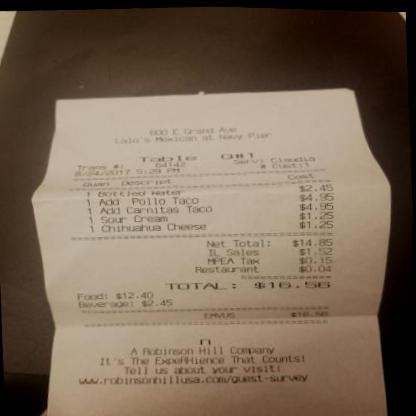 600 E Grand Ave
Lalo's Mexican at Navy Pier
Table Q#1
Trans #: 04142 Serv: Claudia
8/24/2017 5:29 PM # Cust:1
Quan Descript Cost
1 Bottled Water $2.45
1 Add Pollo Taco $4.95
1 Add Carnitas Taco $4.95
1 Sour Cream $1.25
1 Chihuahua Cheese $1.25
Net Total: $14.85
IL Sales $1.52
MPEA Tax $0.15
Restaurant $0.04
TOTAL: $16.56
Food: $12.40
Beverage: $2.45
EMVUS $16.56
A Robinson Hill Company
It's The ExpeRHience That Counts!
Tell us about your visit:
www.robinsonhillusa.com/guest-survey